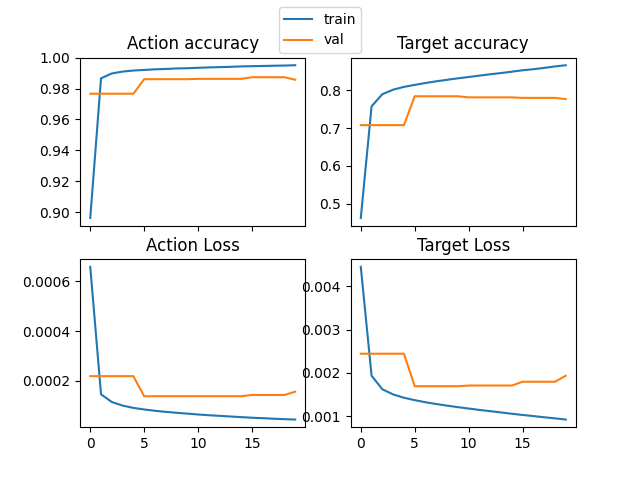 train
val
Action accuracy
Target accuracy
1.00
0.98
0.96
0.94
0.92
0.90
0.8
0.7
0.6
0.5
Action Loss
Target Loss
0.0006
0.0004
0.0002
0 5 10 15
0.004
0.003
0.002
0.001
0 5 10 15